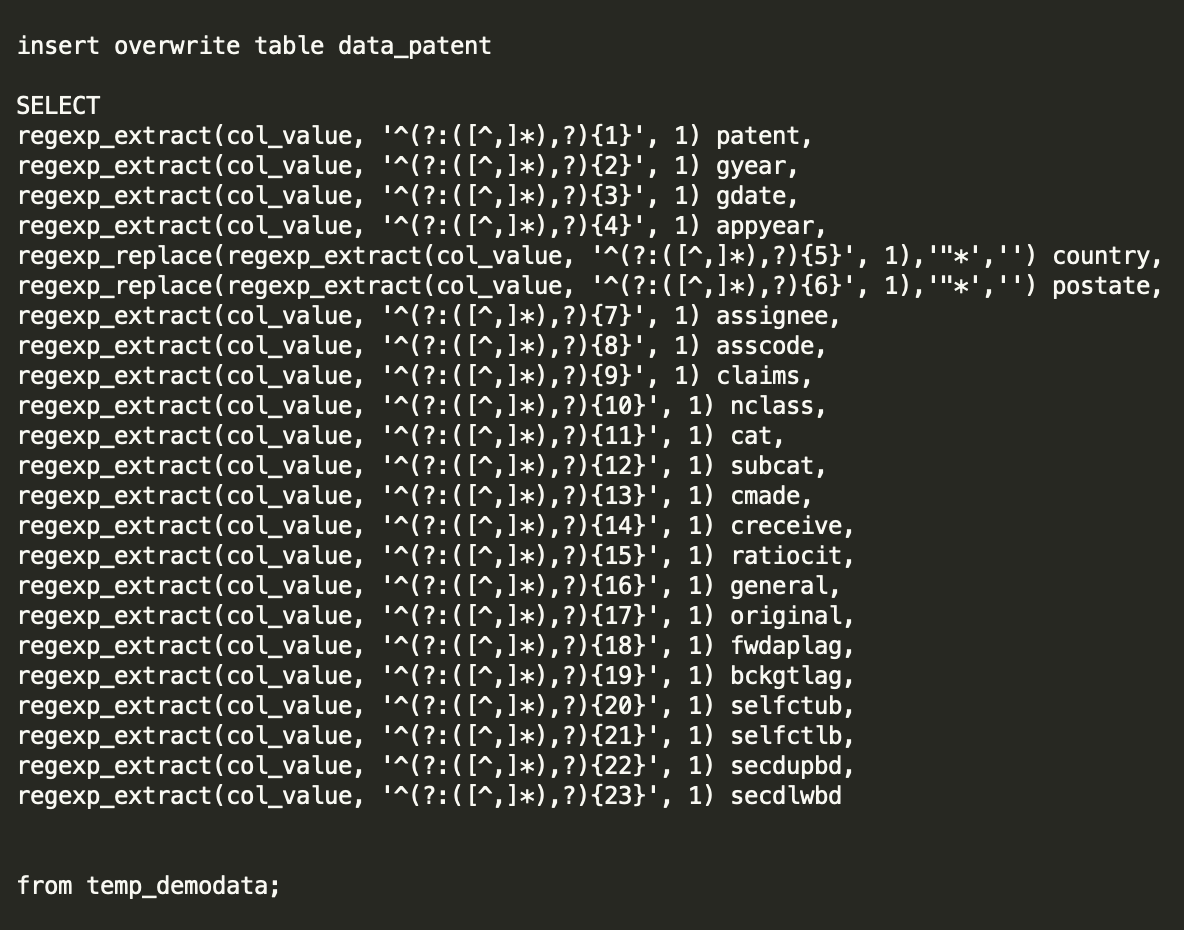 insert overwrite table data_patent
SELECT
regexp_extract(col_value, '^(?:([^,]*),?){1}', 1) patent,
regexp_extract(col_value, '^(?:([^,]*),?){2}', 1) gyear,
regexp_extract(col_value, '^(?:([^,]*),?){3}', 1) gdate,
regexp_extract(col_value, '^(?:([^,]*),?){4}', 1) appyear,
regexp_replace(regexp_extract(col_value, '^(?:([^,]*),?){5}', 1),'"*','') country,
regexp_replace(regexp_extract(col_value, '^(?:([^,]*),?){6}', 1),'"*','') postate,
regexp_extract(col_value, '^(?:([^,]*),?){7}', 1) assignee,
regexp_extract(col_value, '^(?:([^,]*),?){8}', 1) asscode,
regexp_extract(col_value, '^(?:([^,]*),?){9}', 1) claims,
regexp_extract(col_value, '^(?:([^,]*),?){10}', 1) nclass,
regexp_extract(col_value, '^(?:([^,]*),?){11}', 1) cat,
regexp_extract(col_value, '^(?:([^,]*),?){12}', 1) subcat,
regexp_extract(col_value, '^(?:([^,]*),?){13}', 1) cmade,
regexp_extract(col_value, '^(?:([^,]*),?){14}', 1) creceive,
regexp_extract(col_value, '^(?:([^,]*),?){15}', 1) ratiocit,
regexp_extract(col_value, '^(?:([^,]*),?){16}', 1) general,
regexp_extract(col_value, '^(?:([^,]*),?){17}', 1) original,
regexp_extract(col_value, '^(?:([^,]*),?){18}', 1) fwdaplag,
regexp_extract(col_value, '^(?:([^,]*),?){19}', 1) bckgtlag,
regexp_extract(col_value, '^(?:([^,]*),?){20}', 1) selfctub,
regexp_extract(col_value, '^(?:([^,]*),?){21}', 1) selfctlb,
regexp_extract(col_value, '^(?:([^,]*),?){22}', 1) secdupbd,
regexp_extract(col_value, '^(?:([^,]*),?){23}', 1) secdlwbd
from temp_demodata;